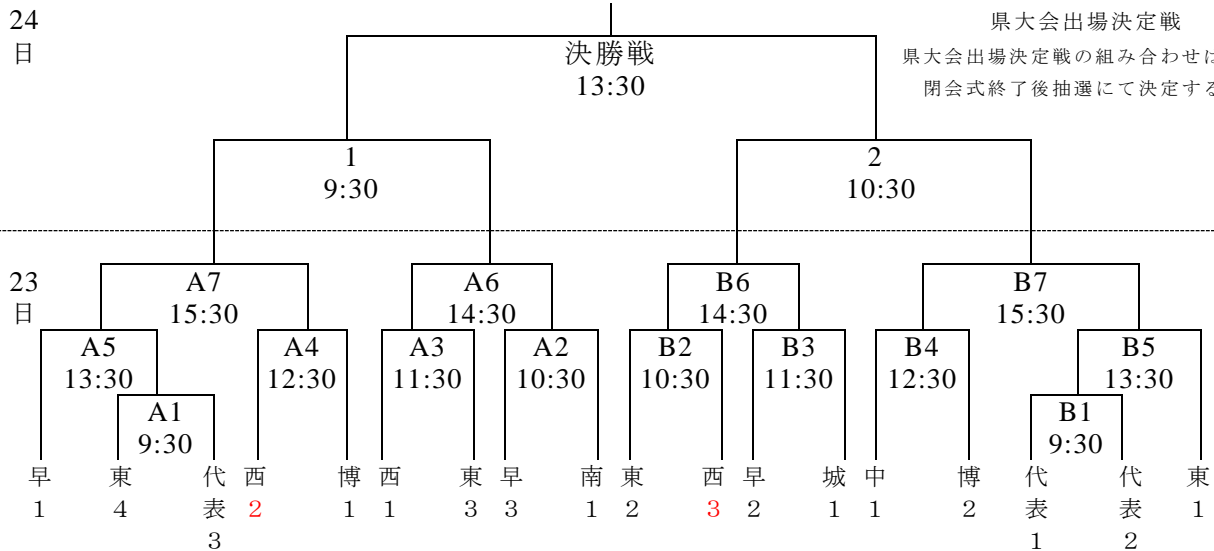 24
日
県大会出場決定戦
県大会出場決定戦の組み合わせは
閉会式終了後抽選にて決定する
決勝戦
13:30
1
9:30
2
10:30
23
日
A7
15:30
A6
14:30
B6
14:30
B7
15:30
A5
13:30
A4
12:30
A3
11:30
A2
10:30
B2
10:30
B3
11:30
B4
12:30
B5
13:30
A1
9:30
B1
9:30
早1
東4
代表3
西2
博1
西1
東3
早3
南1
東2
西3
早2
城1
中1
博2
代表1
代表2
東1